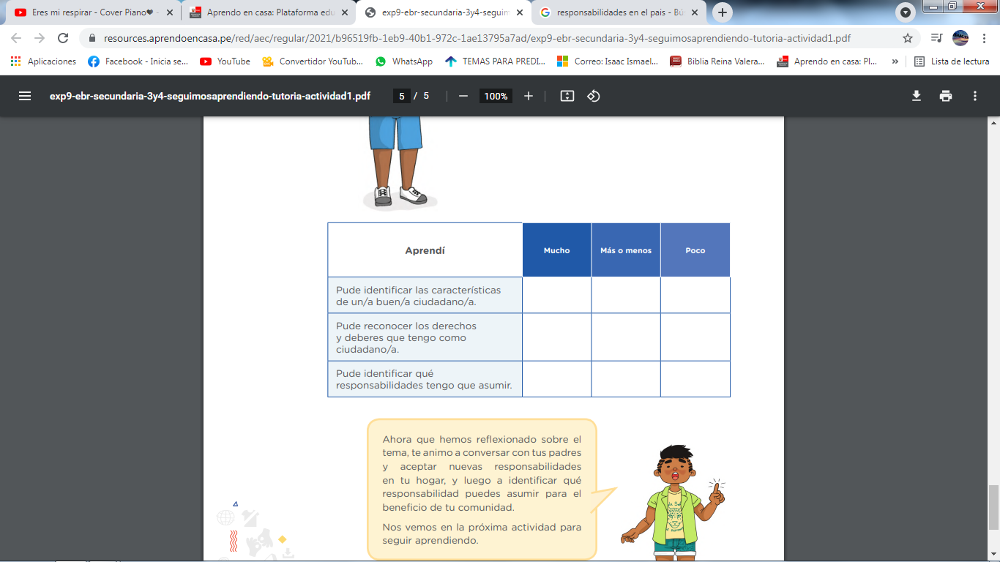 Eres mi respirar - Cover Piano♥ -
Aprendo en casa: Plataforma edu
exp9-ebr-secundaria-3y4-seguim
responsabilidades en el pais - Bú
resources.aprendoencasa.pe/red/aec/regular/2021/b96519fb-1eb9-40b1-972c-1ae13795a7ad/exp9-ebr-secundaria-3y4-seguimosaprendiendo-tutoria-actividad1.pdf
Aplicaciones
Facebook - Inicia se...
YouTube
Convertidor YouTub...
WhatsApp
TEMAS PARA PREDI...
Correo: Isaac Ismael...
Biblia Reina Valera...
Aprendo en casa: Pl...
»
Lista de lectura
exp9-ebr-secundaria-3y4-seguimosaprendiendo-tutoria-actividad1.pdf
5 / 5
100%
Aprendí
Mucho
Más o menos
Poco
Pude identificar las características
de un/a buen/a ciudadano/a.
Pude reconocer los derechos
y deberes que tengo como
ciudadano/a.
Pude identificar qué
responsabilidades tengo que asumir.
Ahora que hemos reflexionado sobre el
tema, te animo a conversar con tus padres
y aceptar nuevas responsabilidades
en tu hogar, y luego a identificar qué
responsabilidad puedes asumir para el
beneficio de tu comunidad.
Nos vemos en la próxima actividad para
seguir aprendiendo.